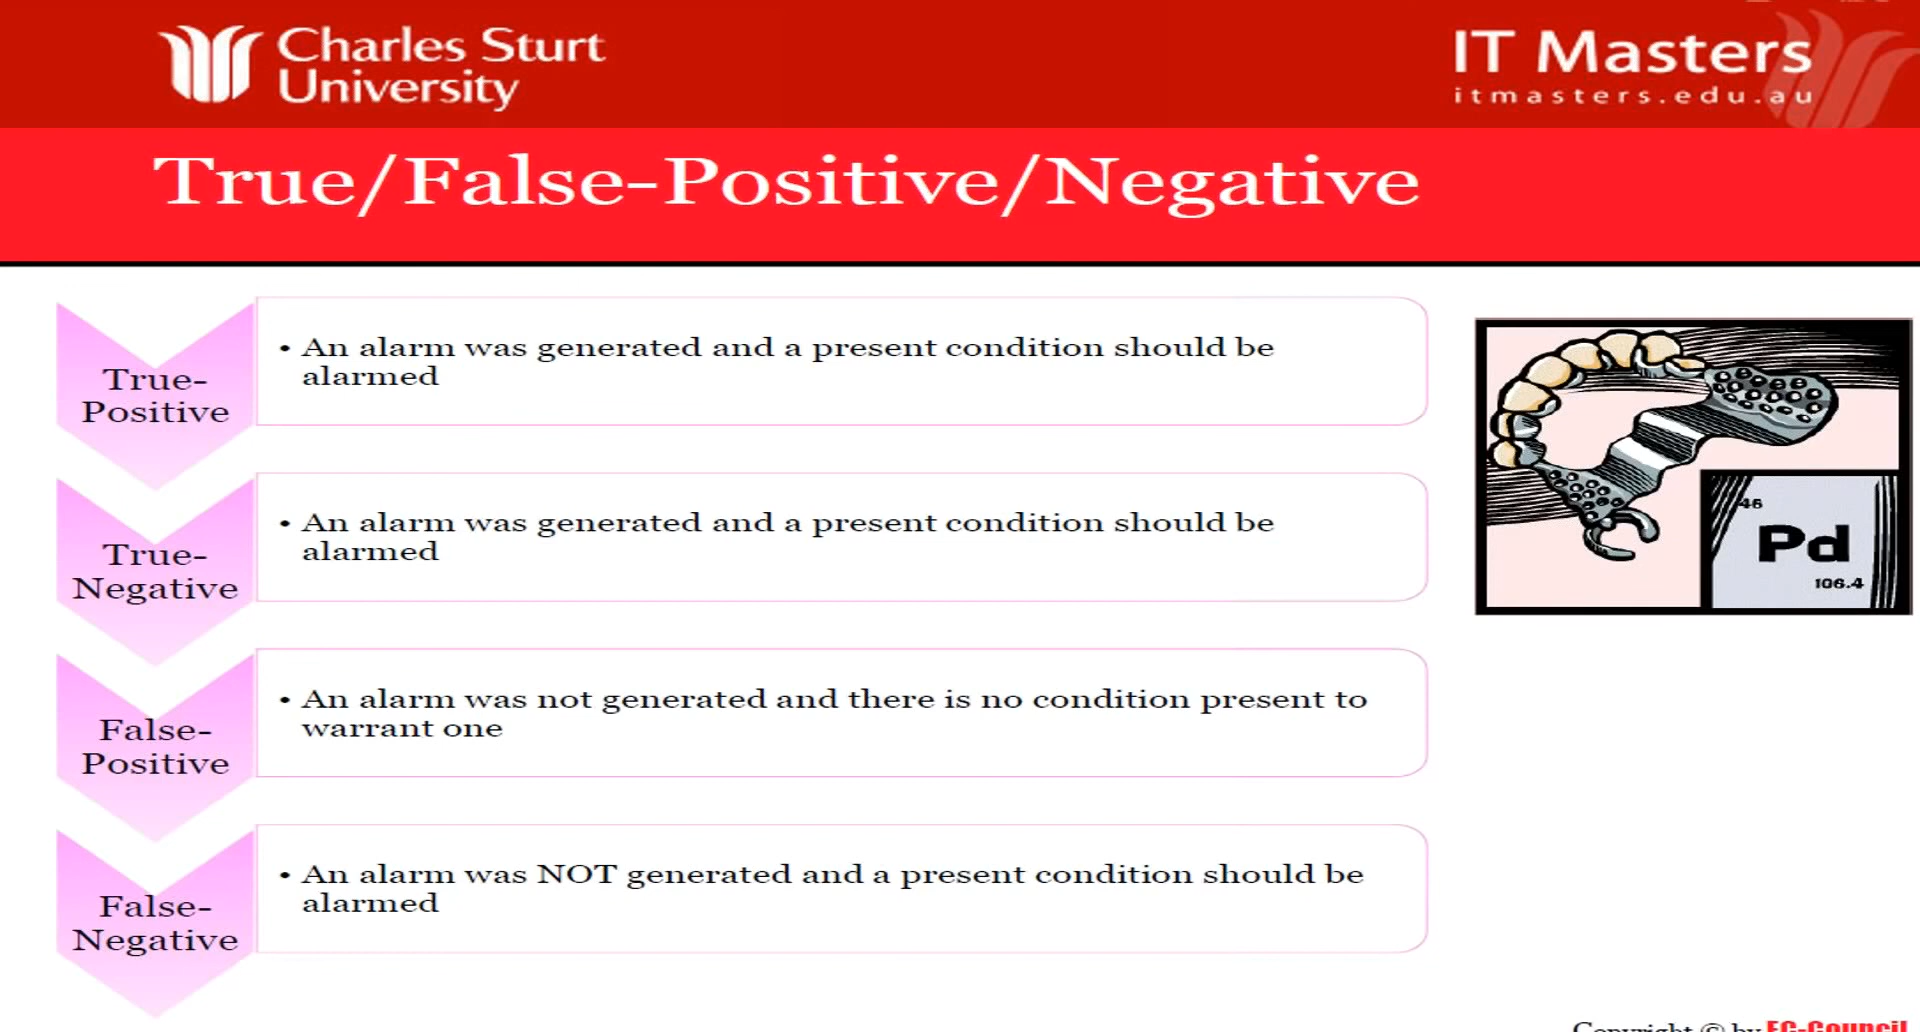 Charles Sturt
University
IT Masters
itmasters.edu.au
True/False-Positive/Negative
True-
Positive
• An alarm was generated and a present condition should be
alarmed
True-
Negative
• An alarm was generated and a present condition should be
alarmed
False-
Positive
• An alarm was not generated and there is no condition present to
warrant one
False-
Negative
• An alarm was NOT generated and a present condition should be
alarmed
46
Pd
106.4
Copyright © by EC-Council